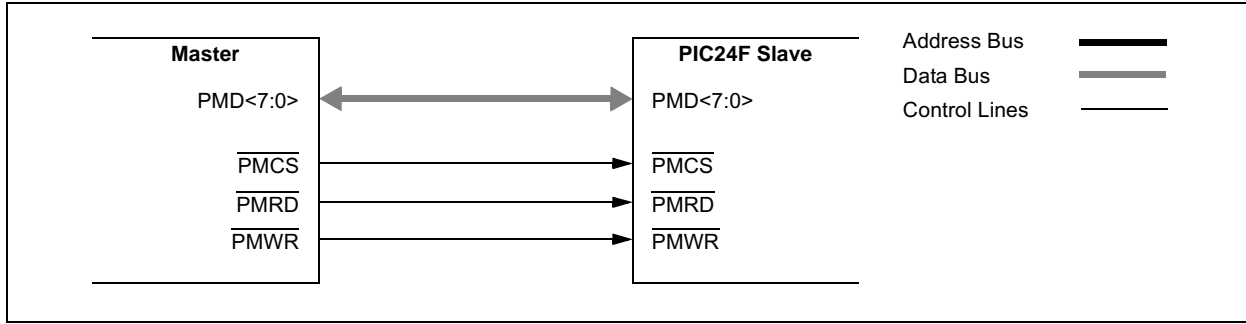 Master
PMD<7:0>
PMCS
PMRD
PMWR
PIC24F Slave
PMD<7:0>
PMCS
PMRD
PMWR
Address Bus
Data Bus
Control Lines